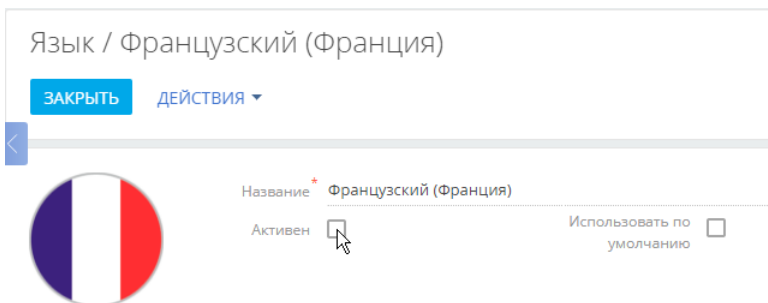 Язык / Французский (Франция)
ЗАКРЫТЬ ДЕЙСТВИЯ
Название* Французский (Франция)
Активен
Использовать по
умолчанию